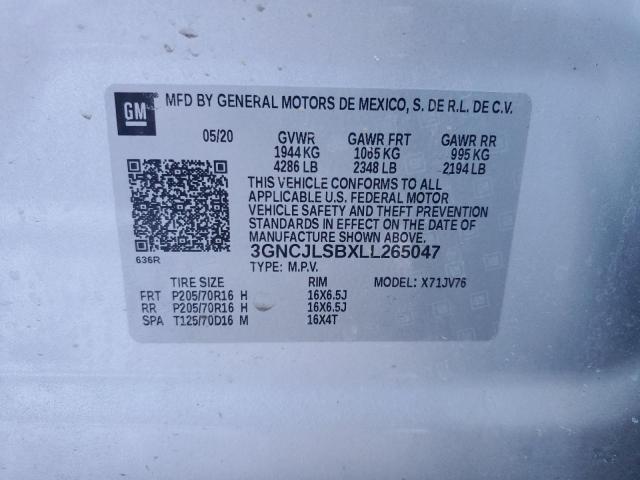 GM
MFD BY GENERAL MOTORS DE MEXICO, S. DE R.L. DE C.V.
05/20 GVWR GAWR FRT GAWR RR
1944 KG 1065 KG 995 KG
4286 LB 2348 LB 2194 LB
THIS VEHICLE CONFORMS TO ALL
APPLICABLE U.S. FEDERAL MOTOR
VEHICLE SAFETY AND THEFT PREVENTION
STANDARDS IN EFFECT ON THE DATE OF
MANUFACTURE SHOWN ABOVE.
636R 3GNCJLSBXLL265047
TYPE: M.P.V. MODEL: X71JV76
TIRE SIZE RIM
FRT P205/70R16 H 16X6.5J
RR P205/70R16 H 16X6.5J
SPA T125/70D16 M 16X4T